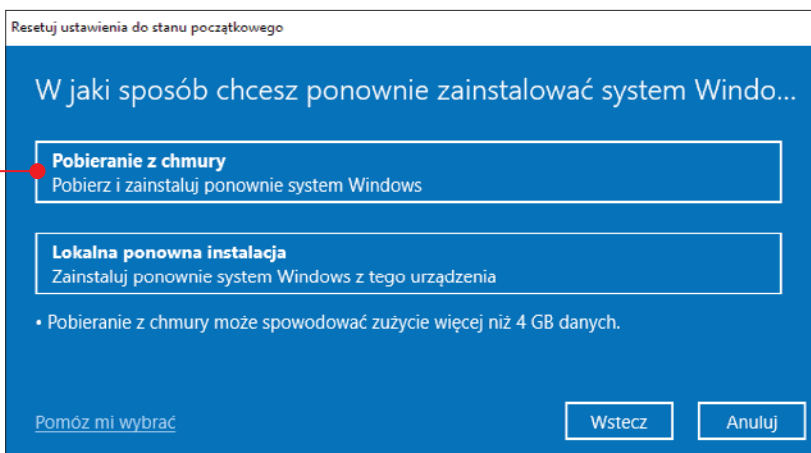 Resetuj ustawienia do stanu początkowego
W jaki sposób chcesz ponownie zainstalować system Windo...
Pobieranie z chmury
Pobierz i zainstaluj ponownie system Windows
Lokalna ponowna instalacja
Zainstaluj ponownie system Windows z tego urządzenia
• Pobieranie z chmury może spowodować zużycie więcej niż 4 GB danych.
Pomóż mi wybrać
Wstecz
Anuluj